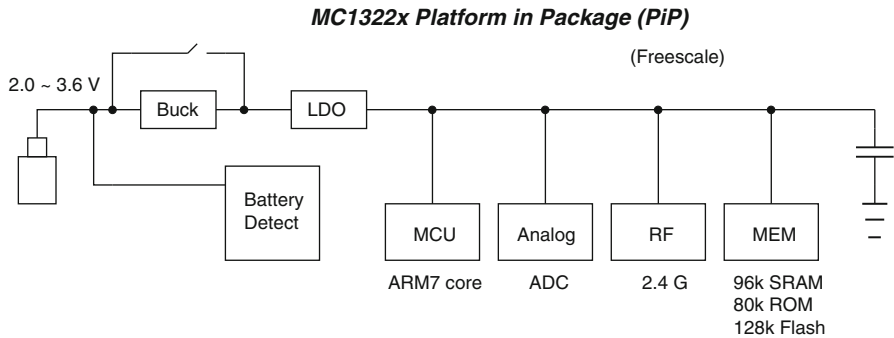 MC1322x Platform in Package (PiP)
(Freescale)
2.0 ~ 3.6 V
Buck
LDO
Battery
Detect
MCU
Analog
RF
MEM
ARM7 core
ADC
2.4 G
96k SRAM
80k ROM
128k Flash